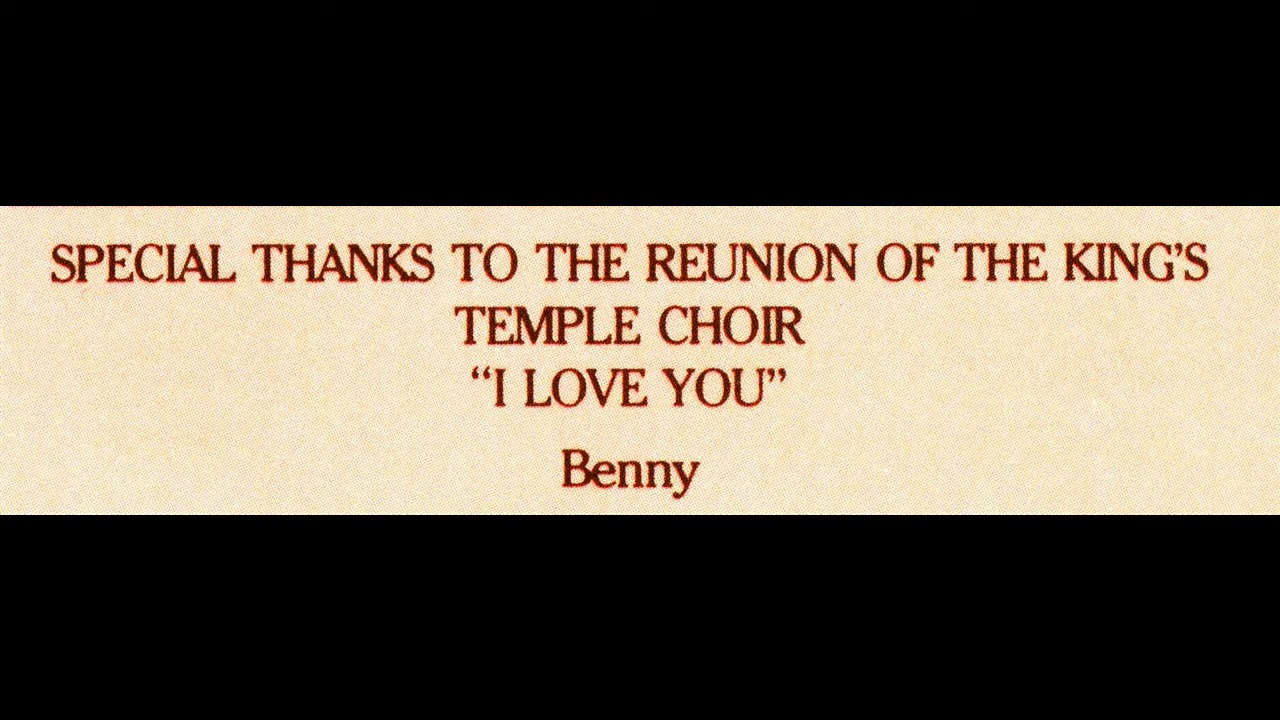 SPECIAL THANKS TO THE REUNION OF THE KING'S
TEMPLE CHOIR
“I LOVE YOU”
Benny